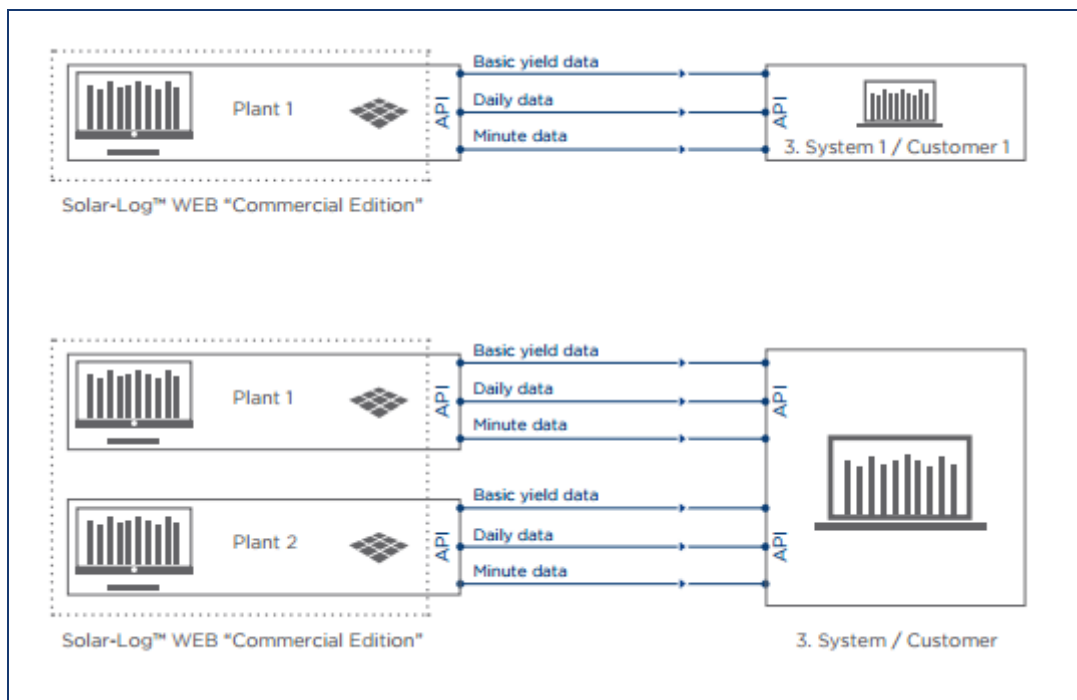 Basic yield data
Plant 1
API
Daily data
Minute data
API
3. System 1 / Customer 1
Solar-Log™ WEB “Commercial Edition”
Basic yield data
Plant 1
API
Daily data
Minute data
API
Basic yield data
Plant 2
API
Daily data
Minute data
API
Solar-Log™ WEB “Commercial Edition”
3. System / Customer